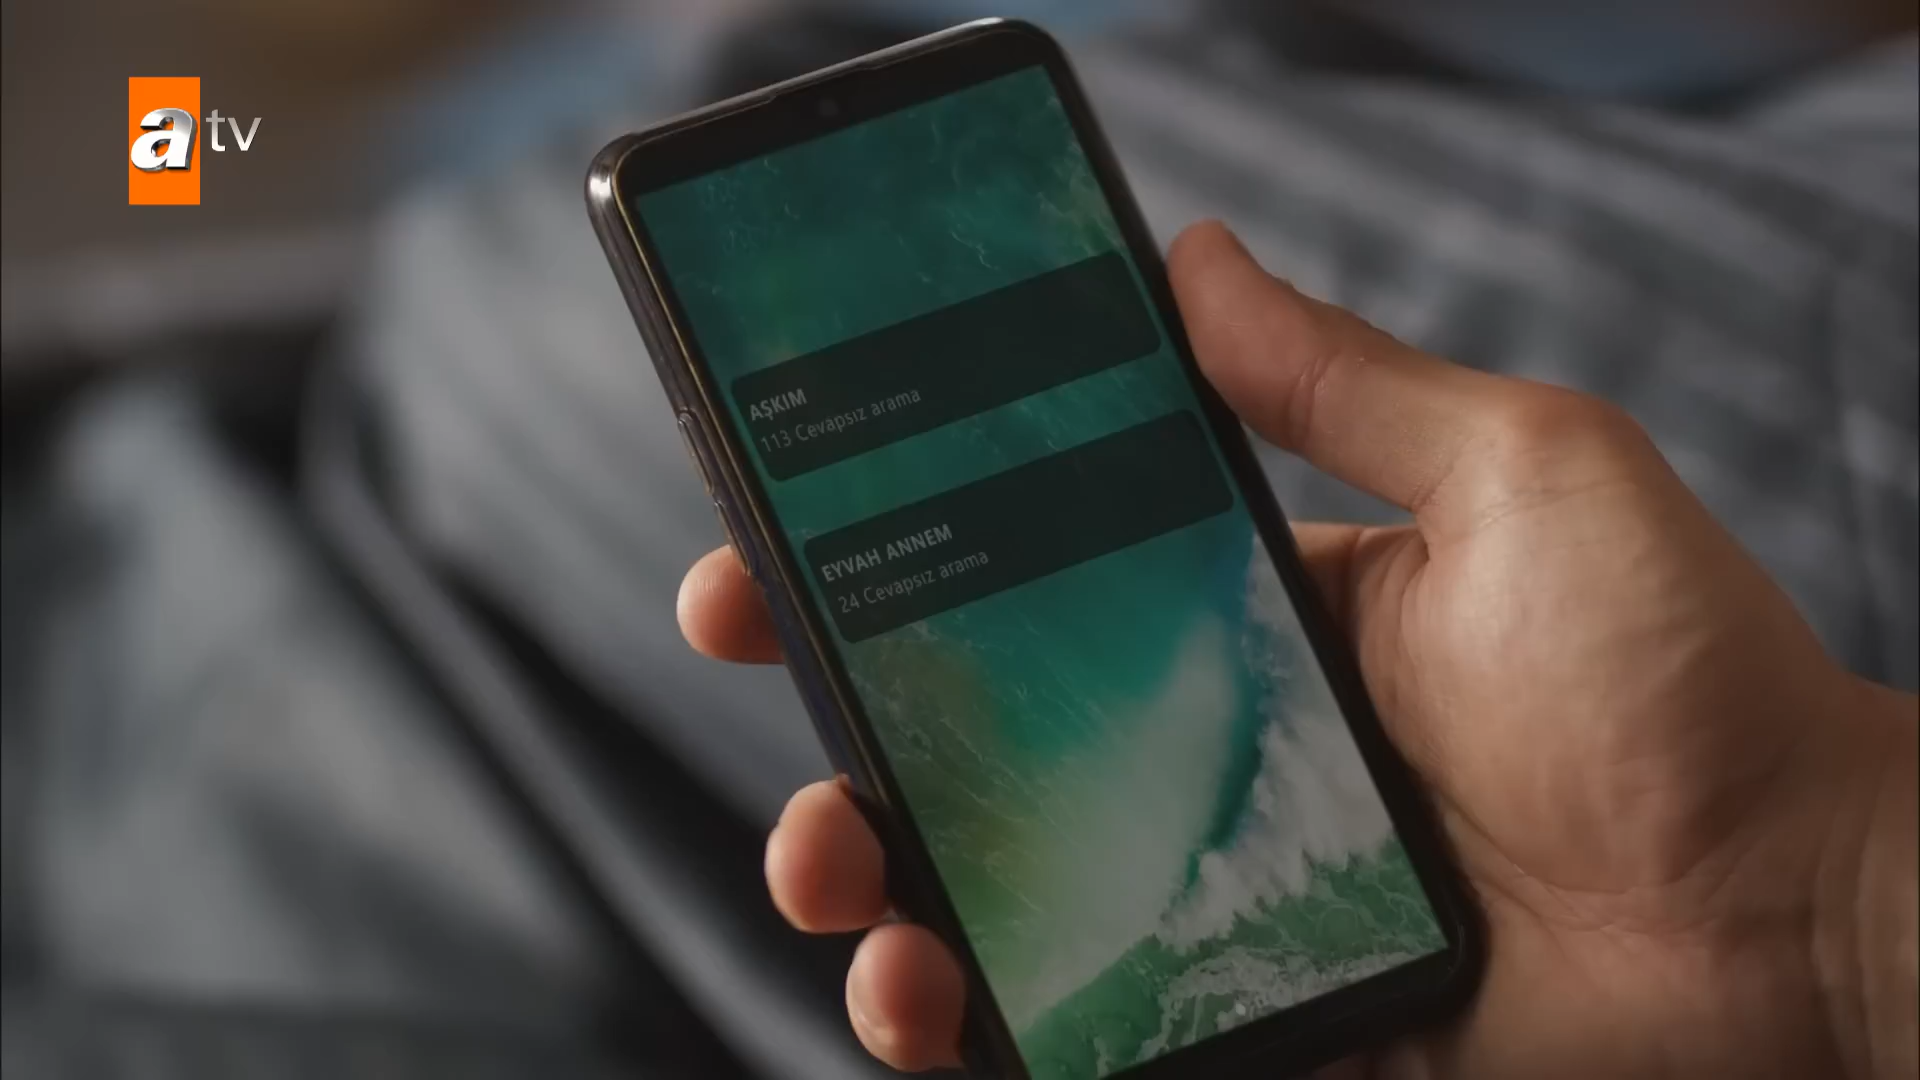 atv
AŞKIM
113 Cevapsız arama
EYVAH ANNEM
24 Cevapsız arama